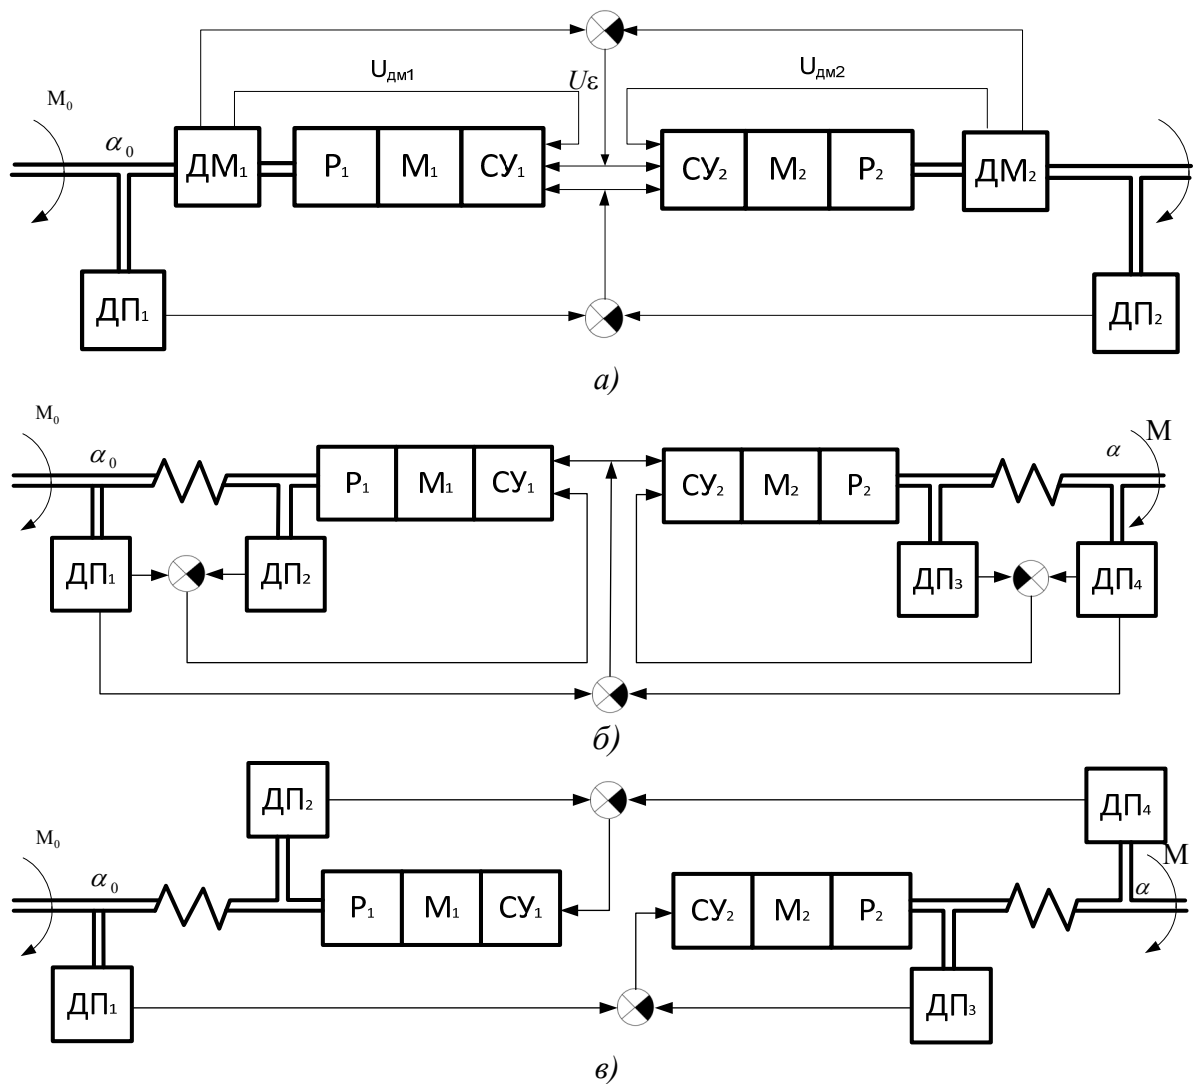 Uдм1
Uε
Uдм2
M₀
α₀
ДМ₁
Р₁
М₁
СУ₁
СУ₂
М₂
Р₂
ДМ₂
ДП₁
ДП₂
а)
M₀
α₀
Р₁
М₁
СУ₁
СУ₂
М₂
Р₂
α
М
ДП₁
ДП₂
ДП₃
ДП₄
б)
ДП₂
ДП₄
M₀
α₀
Р₁
М₁
СУ₁
СУ₂
М₂
Р₂
М
α
ДП₁
ДП₃
в)